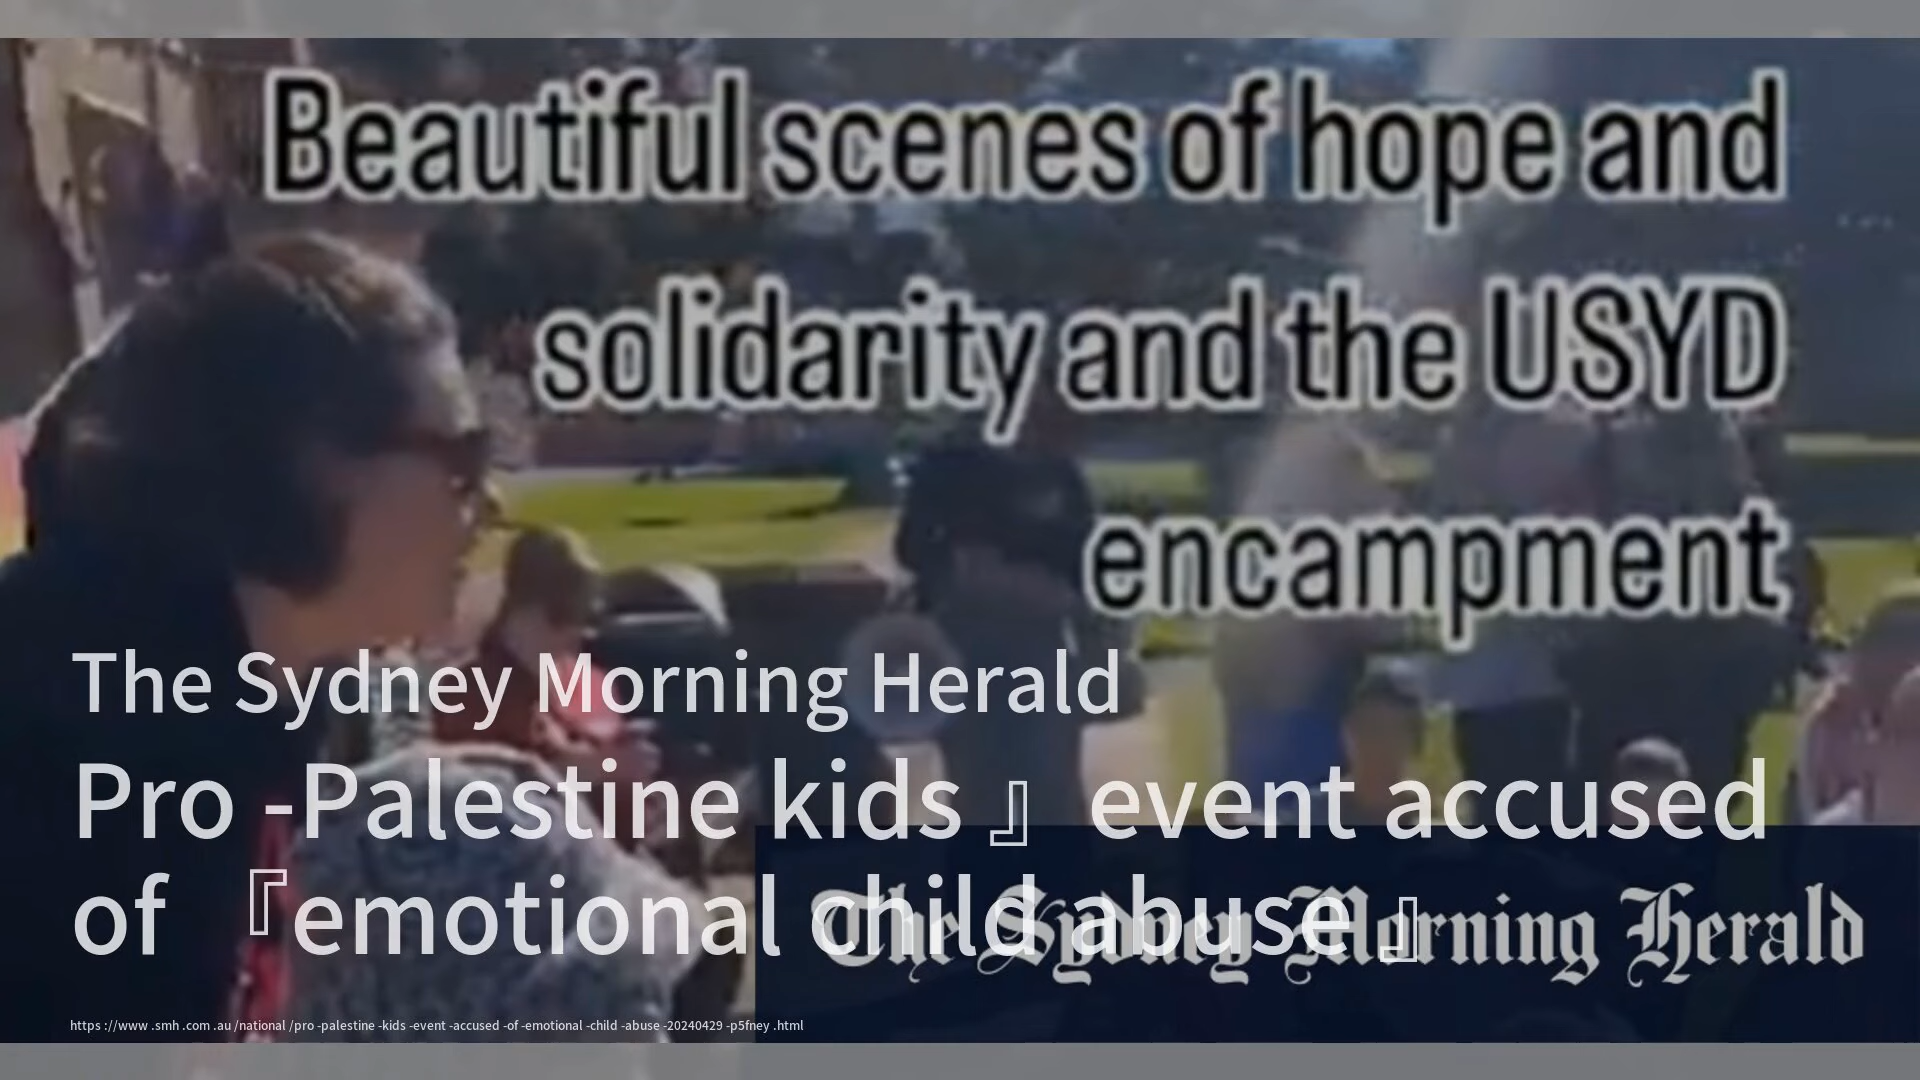 Beautiful scenes of hope and
solidarity and the USYD
encampment
The Sydney Morning Herald
Pro -Palestine kids 』 event accused
of 『emotional child abuse 』
The Sydney Morning Herald
https ://www .smh .com .au /national /pro -palestine -kids -event -accused -of -emotional -child -abuse -20240429 -p5fney .html